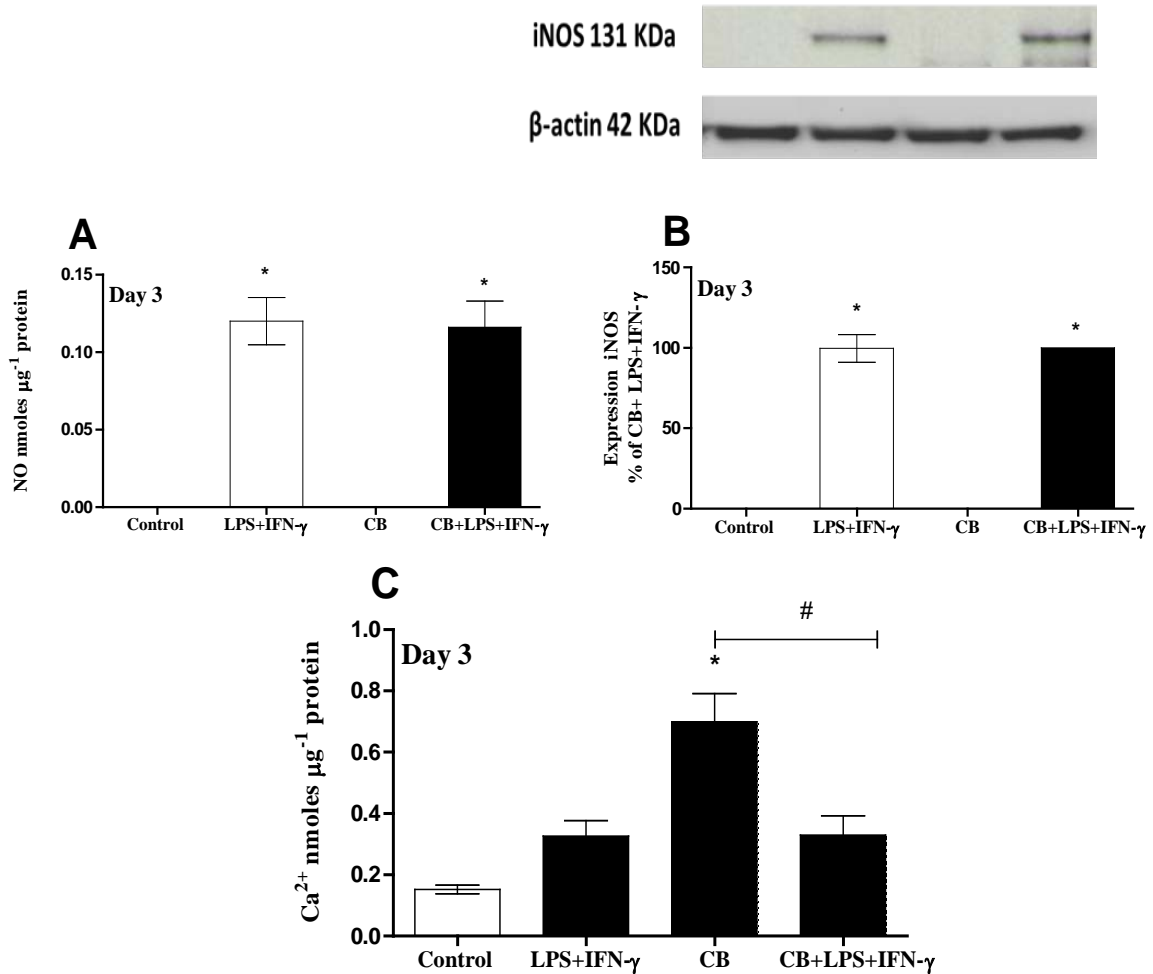 iNOS 131 KDa
β-actin 42 KDa
A
NO nmoles µg-1 protein
0.15
0.10
0.05
0.00
Day 3
*
*
Control LPS+IFN-γ CB CB+LPS+IFN-γ
B
Expression iNOS
% of CB+ LPS+IFN-γ
150
100
50
0
Day 3
*
*
Control LPS+IFN-γ CB CB+LPS+IFN-γ
C
Ca2+ nmoles µg-1 protein
1.0
0.8
0.6
0.4
0.2
0.0
Day 3
#
*
Control LPS+IFN-γ CB CB+LPS+IFN-γ